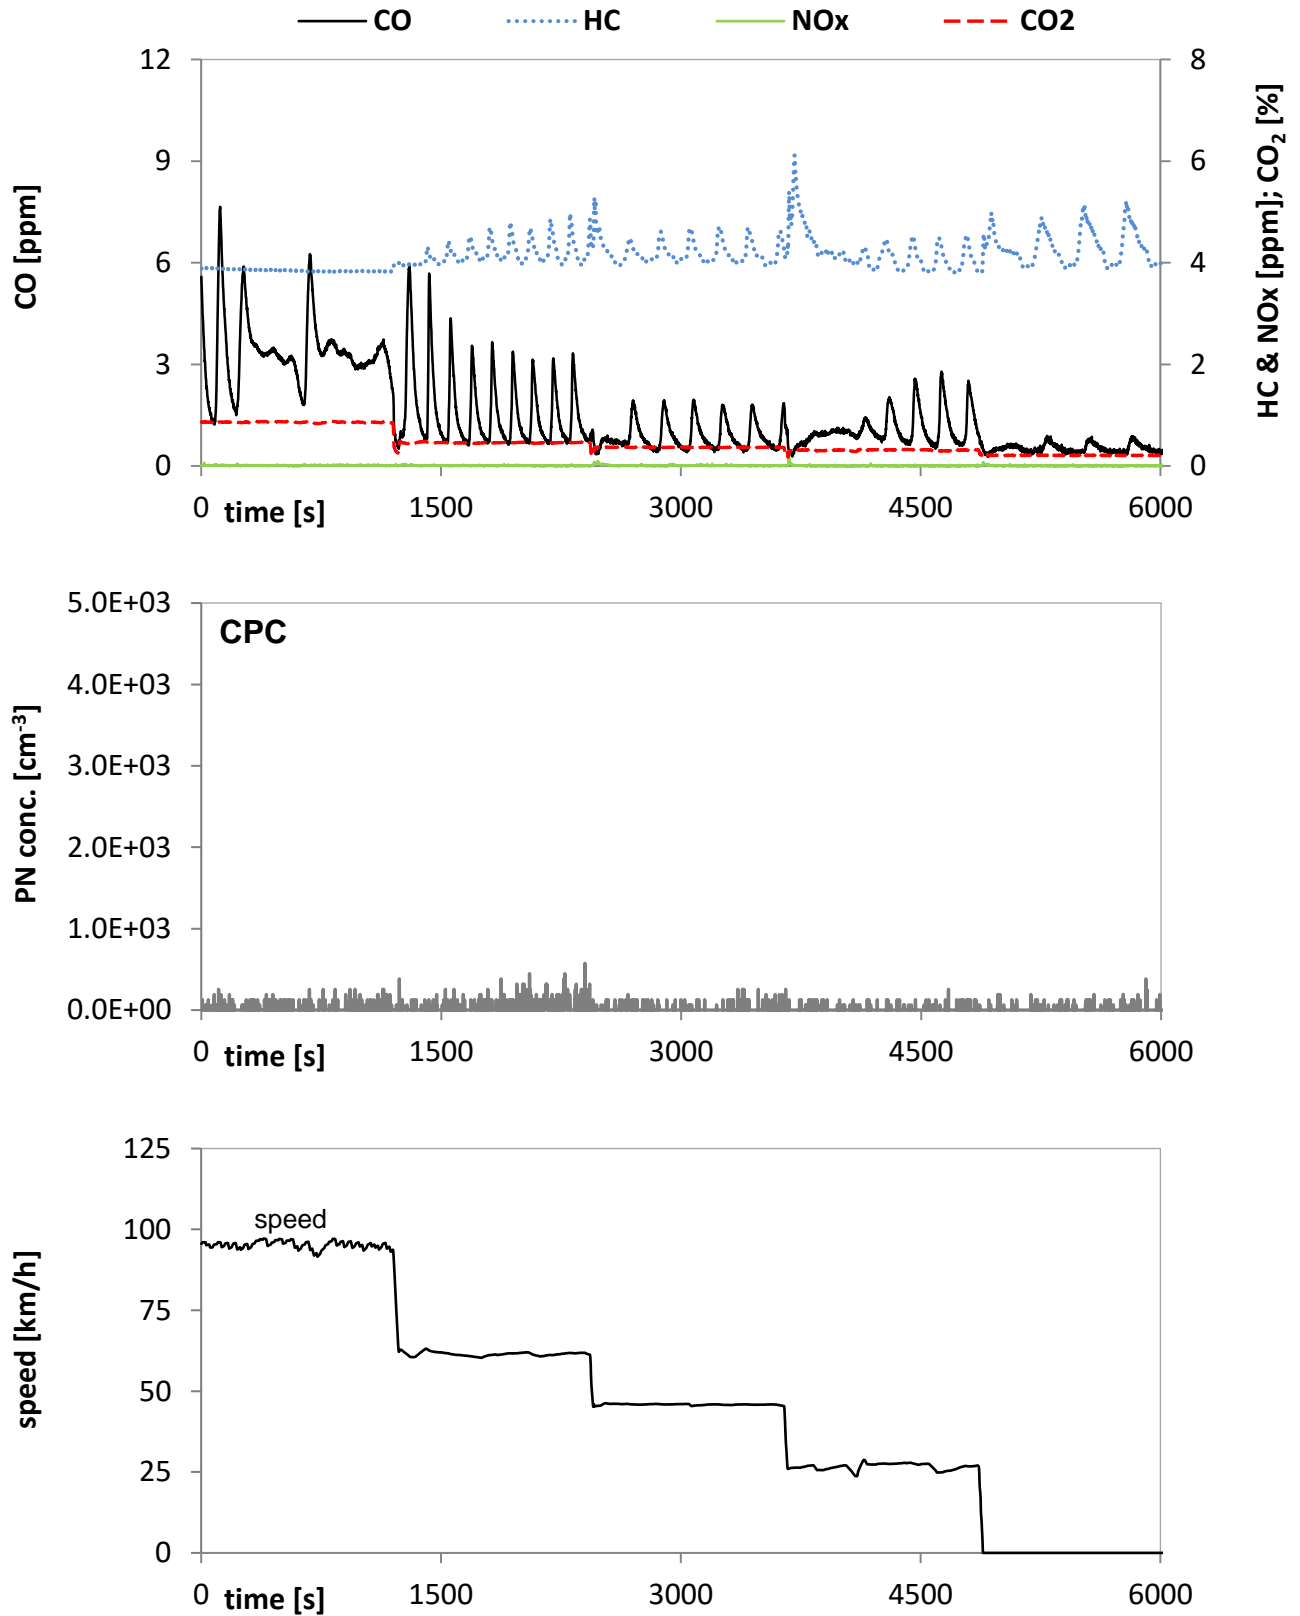 CO HC NOx CO2
12 8
9 6
6 4
3 2
0 0
CO [ppm]
HC & NOx [ppm]; CO₂ [%]
0 1500 3000 4500 6000
time [s]
5.0E+03
CPC
4.0E+03
3.0E+03
2.0E+03
1.0E+03
0.0E+00
PN conc. [cm⁻³]
0 1500 3000 4500 6000
time [s]
125
100
speed
75
50
25
0
speed [km/h]
0 1500 3000 4500 6000
time [s]